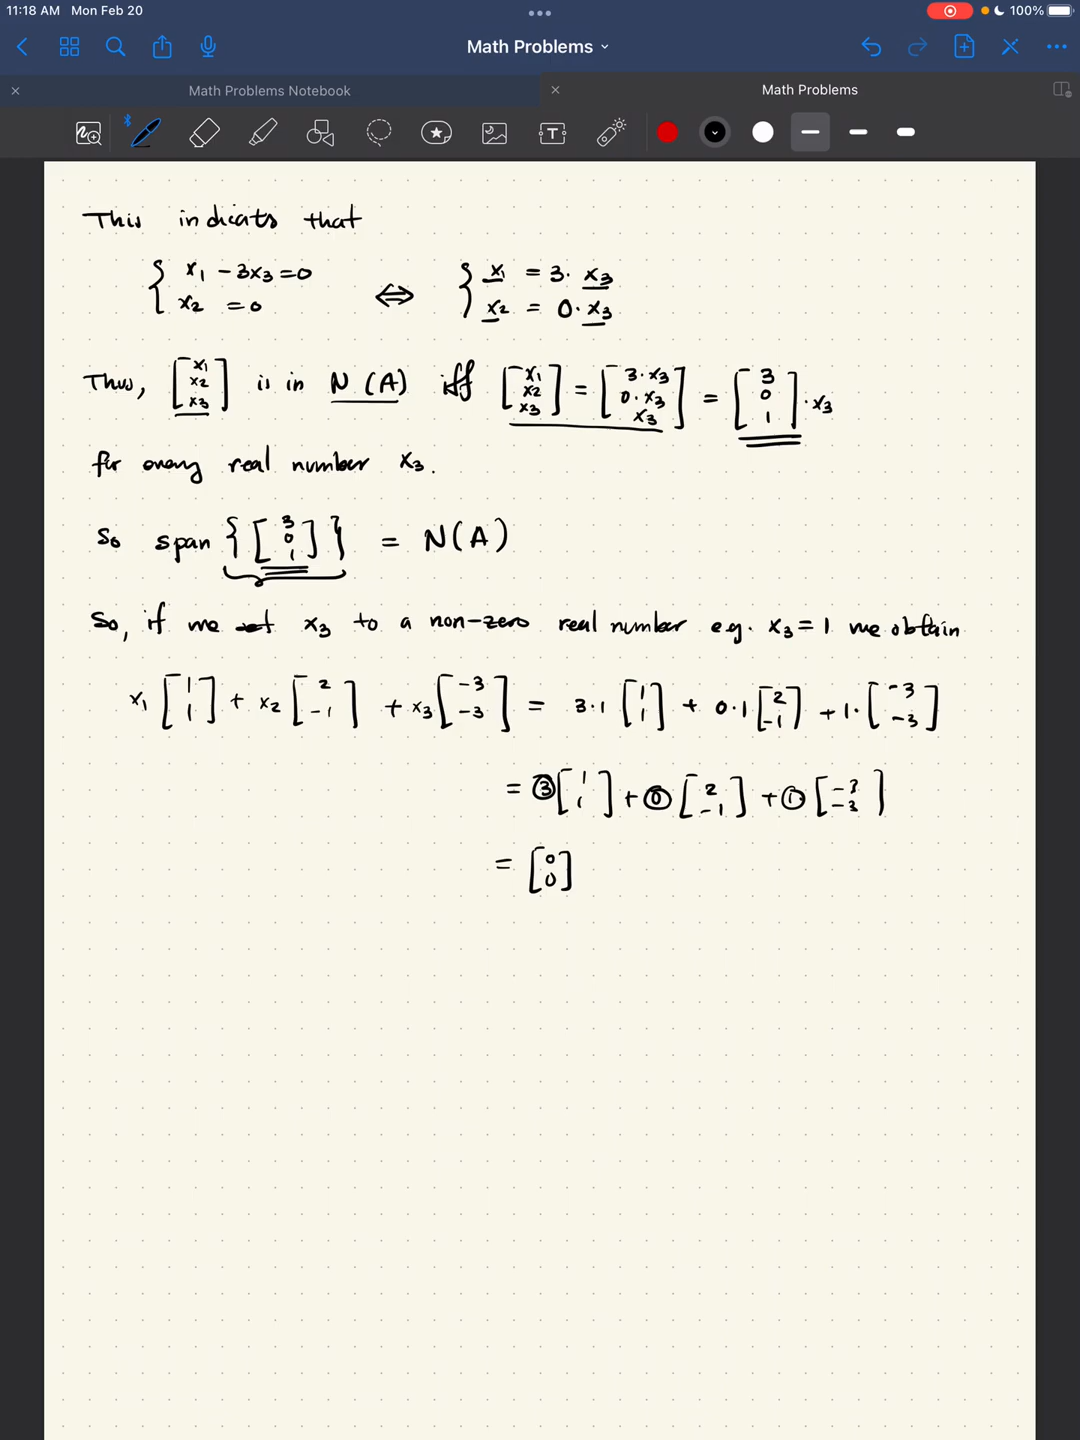 11:18 AM Mon Feb 20
100%
Math Problems
Math Problems Notebook
Math Problems
This indicats that
{ x1 - 3x3 = 0 ⇔ { x1 = 3· x3
x2 = 0 x2 = 0· x3
Thus, [x1 x2 x3] is in N(A) iff [x1 x2 x3] = [3·x3 0·x3 x3] = [3 0 1]·x3
for every real number x3.
So span {[3 0 1]} = N(A)
So, if we set x3 to a non-zero real number e.g. x3 = 1 we obtain
x1 [1 1] + x2 [2 -1] + x3 [-3 -3] = 3·1 [1 1] + 0·1 [2 -1] + 1· [-3 -3]
= 3 [1 1] + 0 [2 -1] + 1 [-3 -3]
= [0 0]